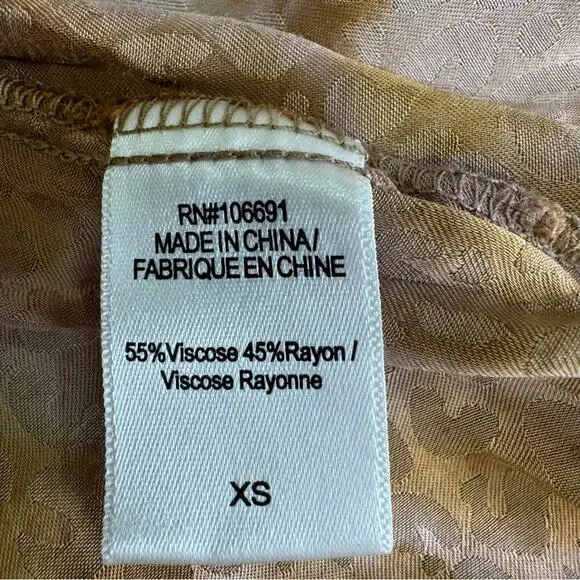 RN#106691
MADE IN CHINA/
FABRIQUE EN CHINE
55%Viscose 45%Rayon /
Viscose Rayonne
XS